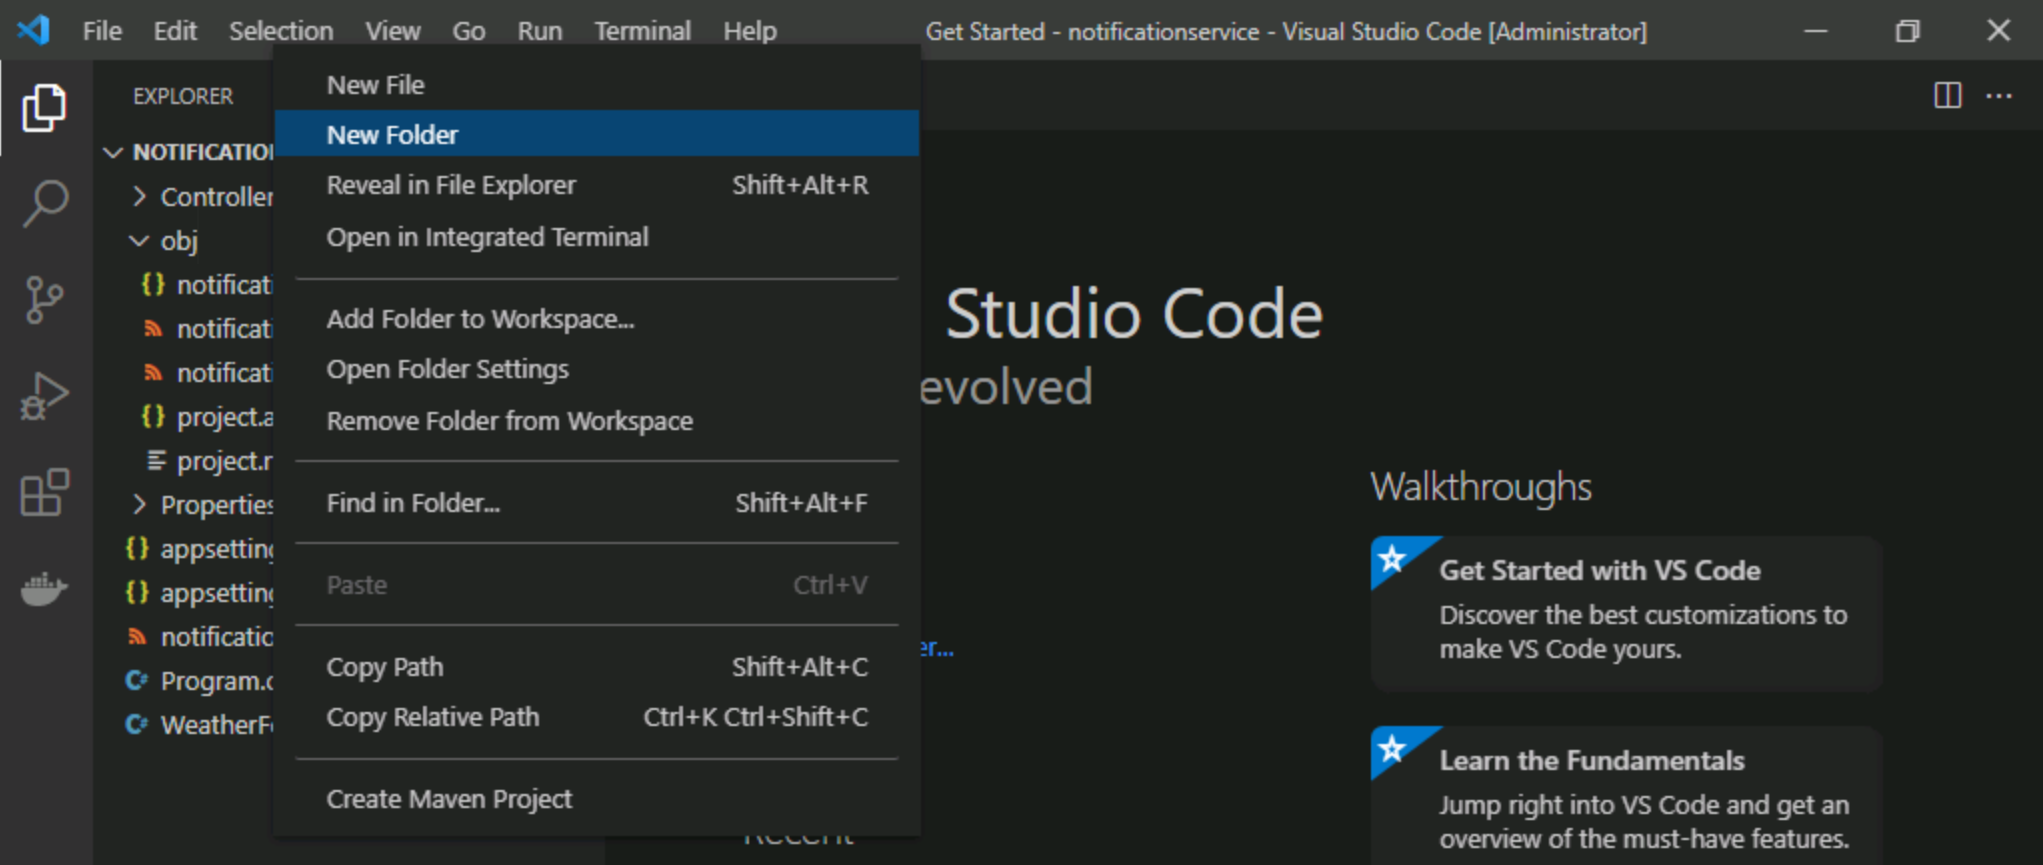 File Edit Selection View Go Run Terminal Help Get Started - notificationservice - Visual Studio Code [Administrator]
EXPLORER
NOTIFICATIO
Controller
obj
notificati
notificati
notificati
project.a
project.r
Properties
appsetting
appsetting
notificatio
Program.c
WeatherFo
New File
New Folder
Reveal in File Explorer Shift+Alt+R
Open in Integrated Terminal
Add Folder to Workspace...
Open Folder Settings
Remove Folder from Workspace
Find in Folder... Shift+Alt+F
Paste Ctrl+V
Copy Path Shift+Alt+C
Copy Relative Path Ctrl+K Ctrl+Shift+C
Create Maven Project
Studio Code
evolved
er...
Recent
Walkthroughs
Get Started with VS Code
Discover the best customizations to
make VS Code yours.
Learn the Fundamentals
Jump right into VS Code and get an
overview of the must-have features.